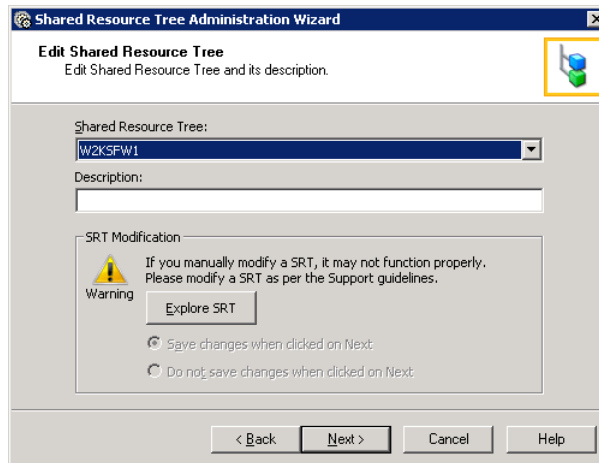 Shared Resource Tree Administration Wizard
Edit Shared Resource Tree
Edit Shared Resource Tree and its description.
Shared Resource Tree:
W2KSFW1
Description:
SRT Modification
If you manually modify a SRT, it may not function properly.
Please modify a SRT as per the Support guidelines.
Warning
Explore SRT
Save changes when clicked on Next
Do not save changes when clicked on Next
< Back
Next >
Cancel
Help